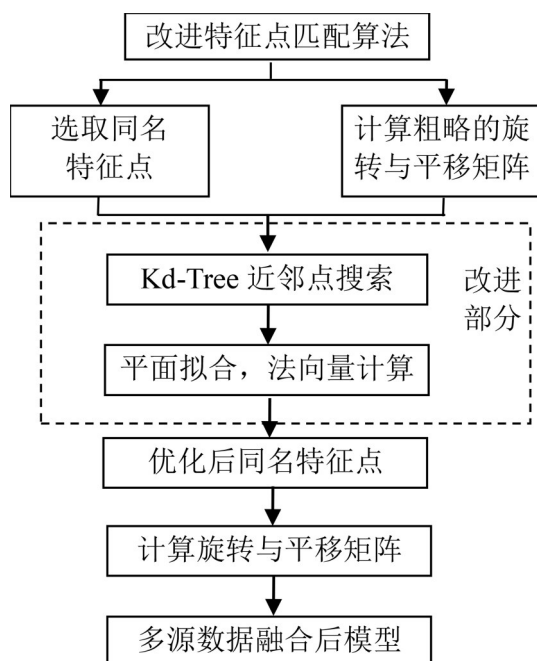 改进特征点匹配算法
选取同名
特征点
计算粗略的旋
转与平移矩阵
Kd-Tree 近邻点搜索
改进
部分
平面拟合，法向量计算
优化后同名特征点
计算旋转与平移矩阵
多源数据融合后模型